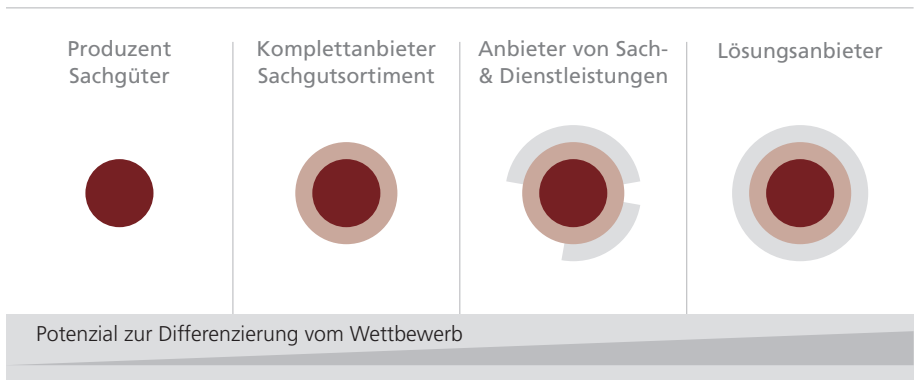 Produzent
Sachgüter
Komplettanbieter
Sachgutsortiment
Anbieter von Sach-
& Dienstleistungen
Lösungsanbieter
Potenzial zur Differenzierung vom Wettbewerb